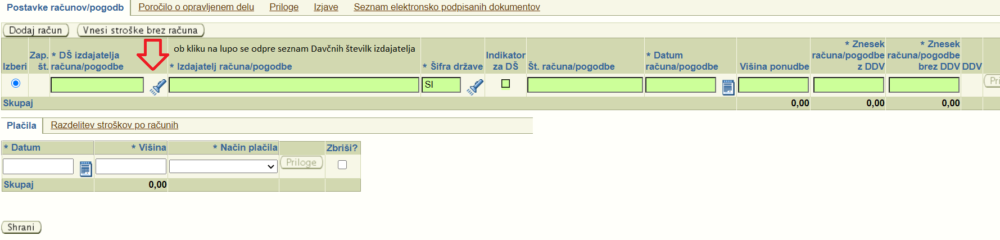 Postavke računov/pogodb Poročilo o opravljenem delu Priloge Izjave Seznam elektronsko podpisanih dokumentov
Dodaj račun Vnesi stroške brez računa
ob kliku na lupo se odpre seznam Davčnih števillk izdajatelja
Izberi Zap. št. * DŠ izdajatelja računa/pogodbe * Izdajatelj računa/pogodbe * Šifra države Indikator za DŠ Št. računa/pogodbe * Datum računa/pogodbe Višina ponudbe * Znesek računa/pogodbe z DDV * Znesek računa/pogodbe brez DDV DDV
SI
Skupaj 0,00 0,00 0,00
Plačila Razdelitev stroškov po računih
* Datum * Višina * Način plačila Zbriši?
Priloge
Skupaj 0,00
Shrani